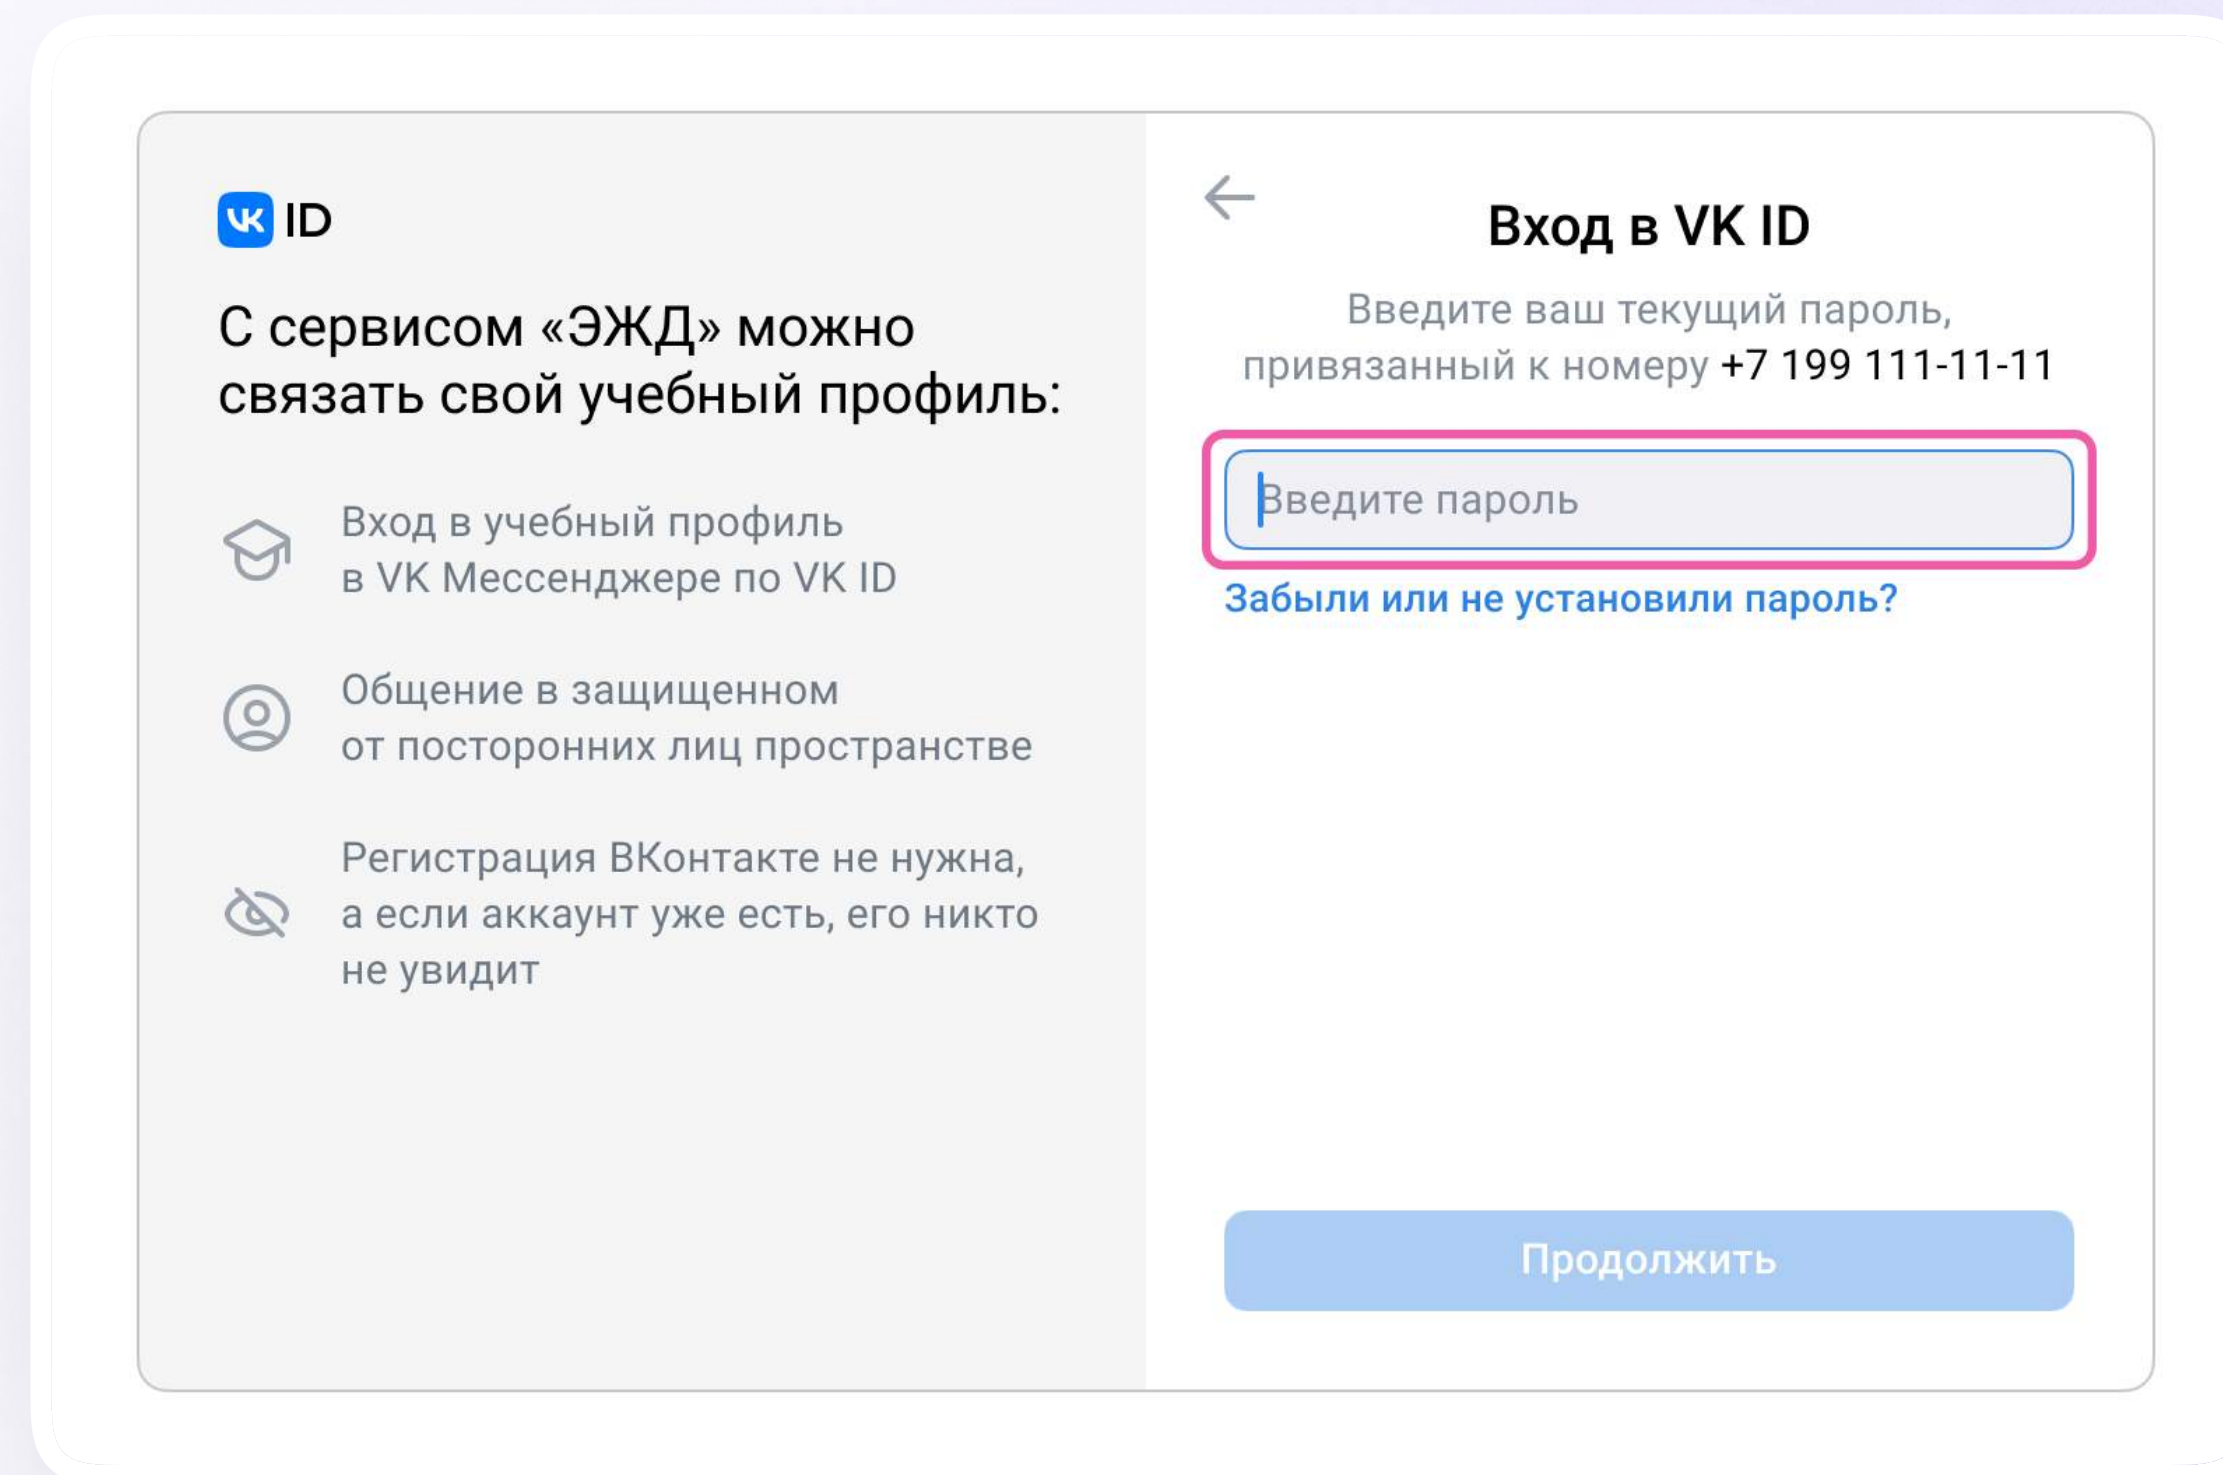 VK ID
С сервисом «ЭЖД» можно
связать свой учебный профиль:
Вход в учебный профиль
в VK Мессенджере по VK ID
Общение в защищенном
от посторонних лиц пространстве
Регистрация ВКонтакте не нужна,
а если аккаунт уже есть, его никто
не увидит
Вход в VK ID
Введите ваш текущий пароль,
привязанный к номеру +7 199 111-11-11
Введите пароль
Забыли или не установили пароль?
Продолжить